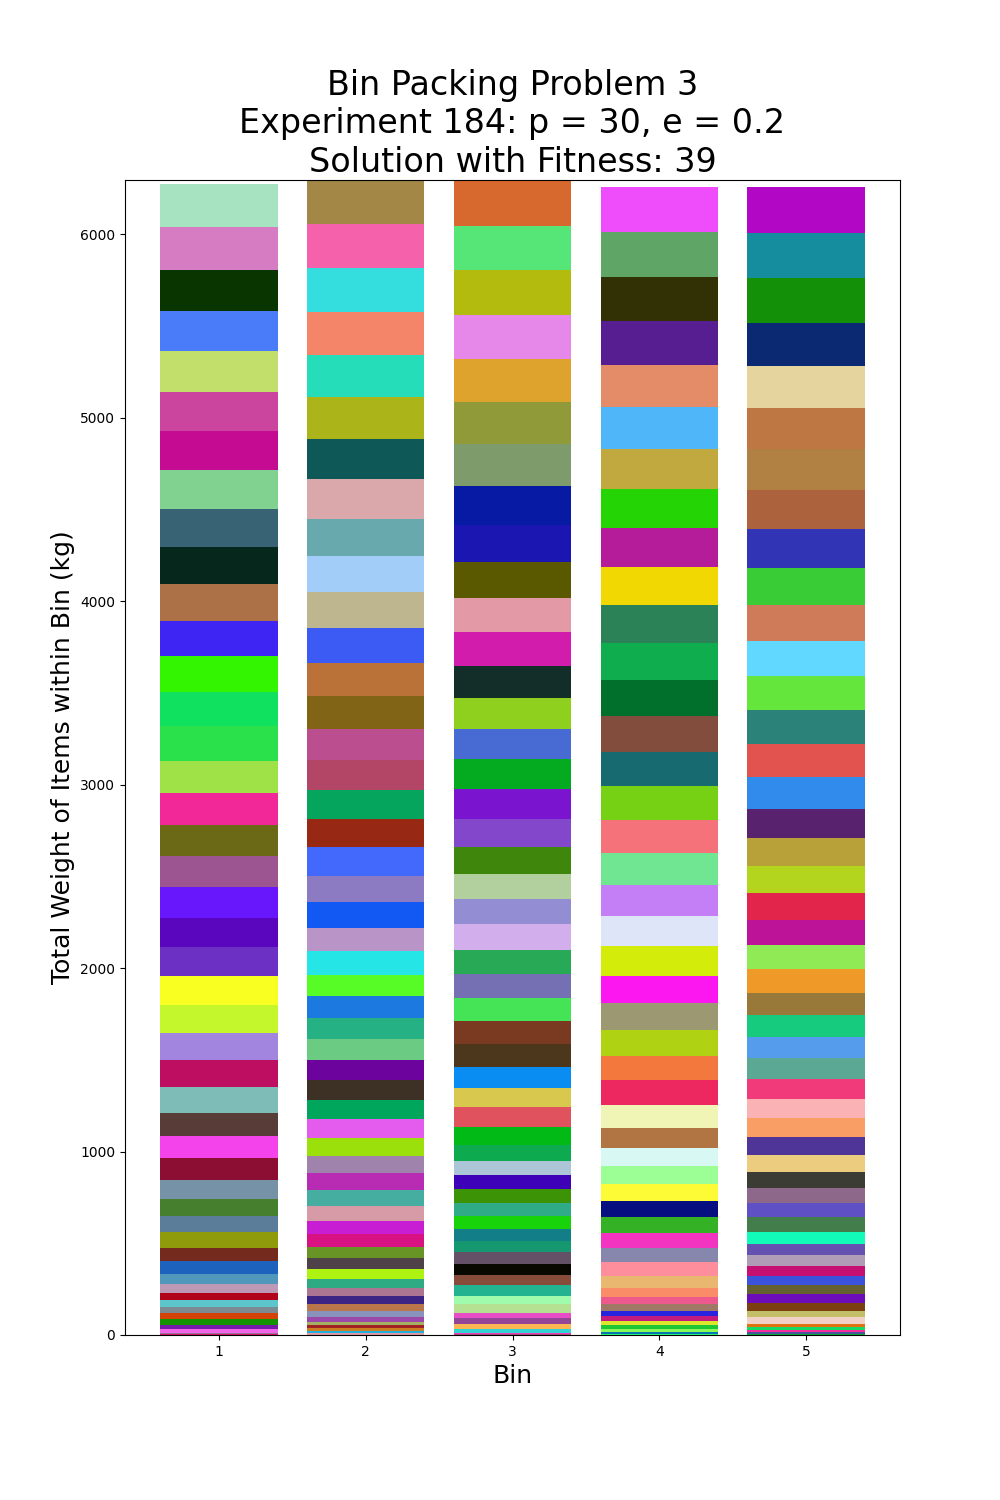 Bin Packing Problem 3
Experiment 184: p = 30, e = 0.2
Solution with Fitness: 39
Total Weight of Items within Bin (kg)
6000
5000
4000
3000
2000
1000
0
1 2 3 4 5
Bin